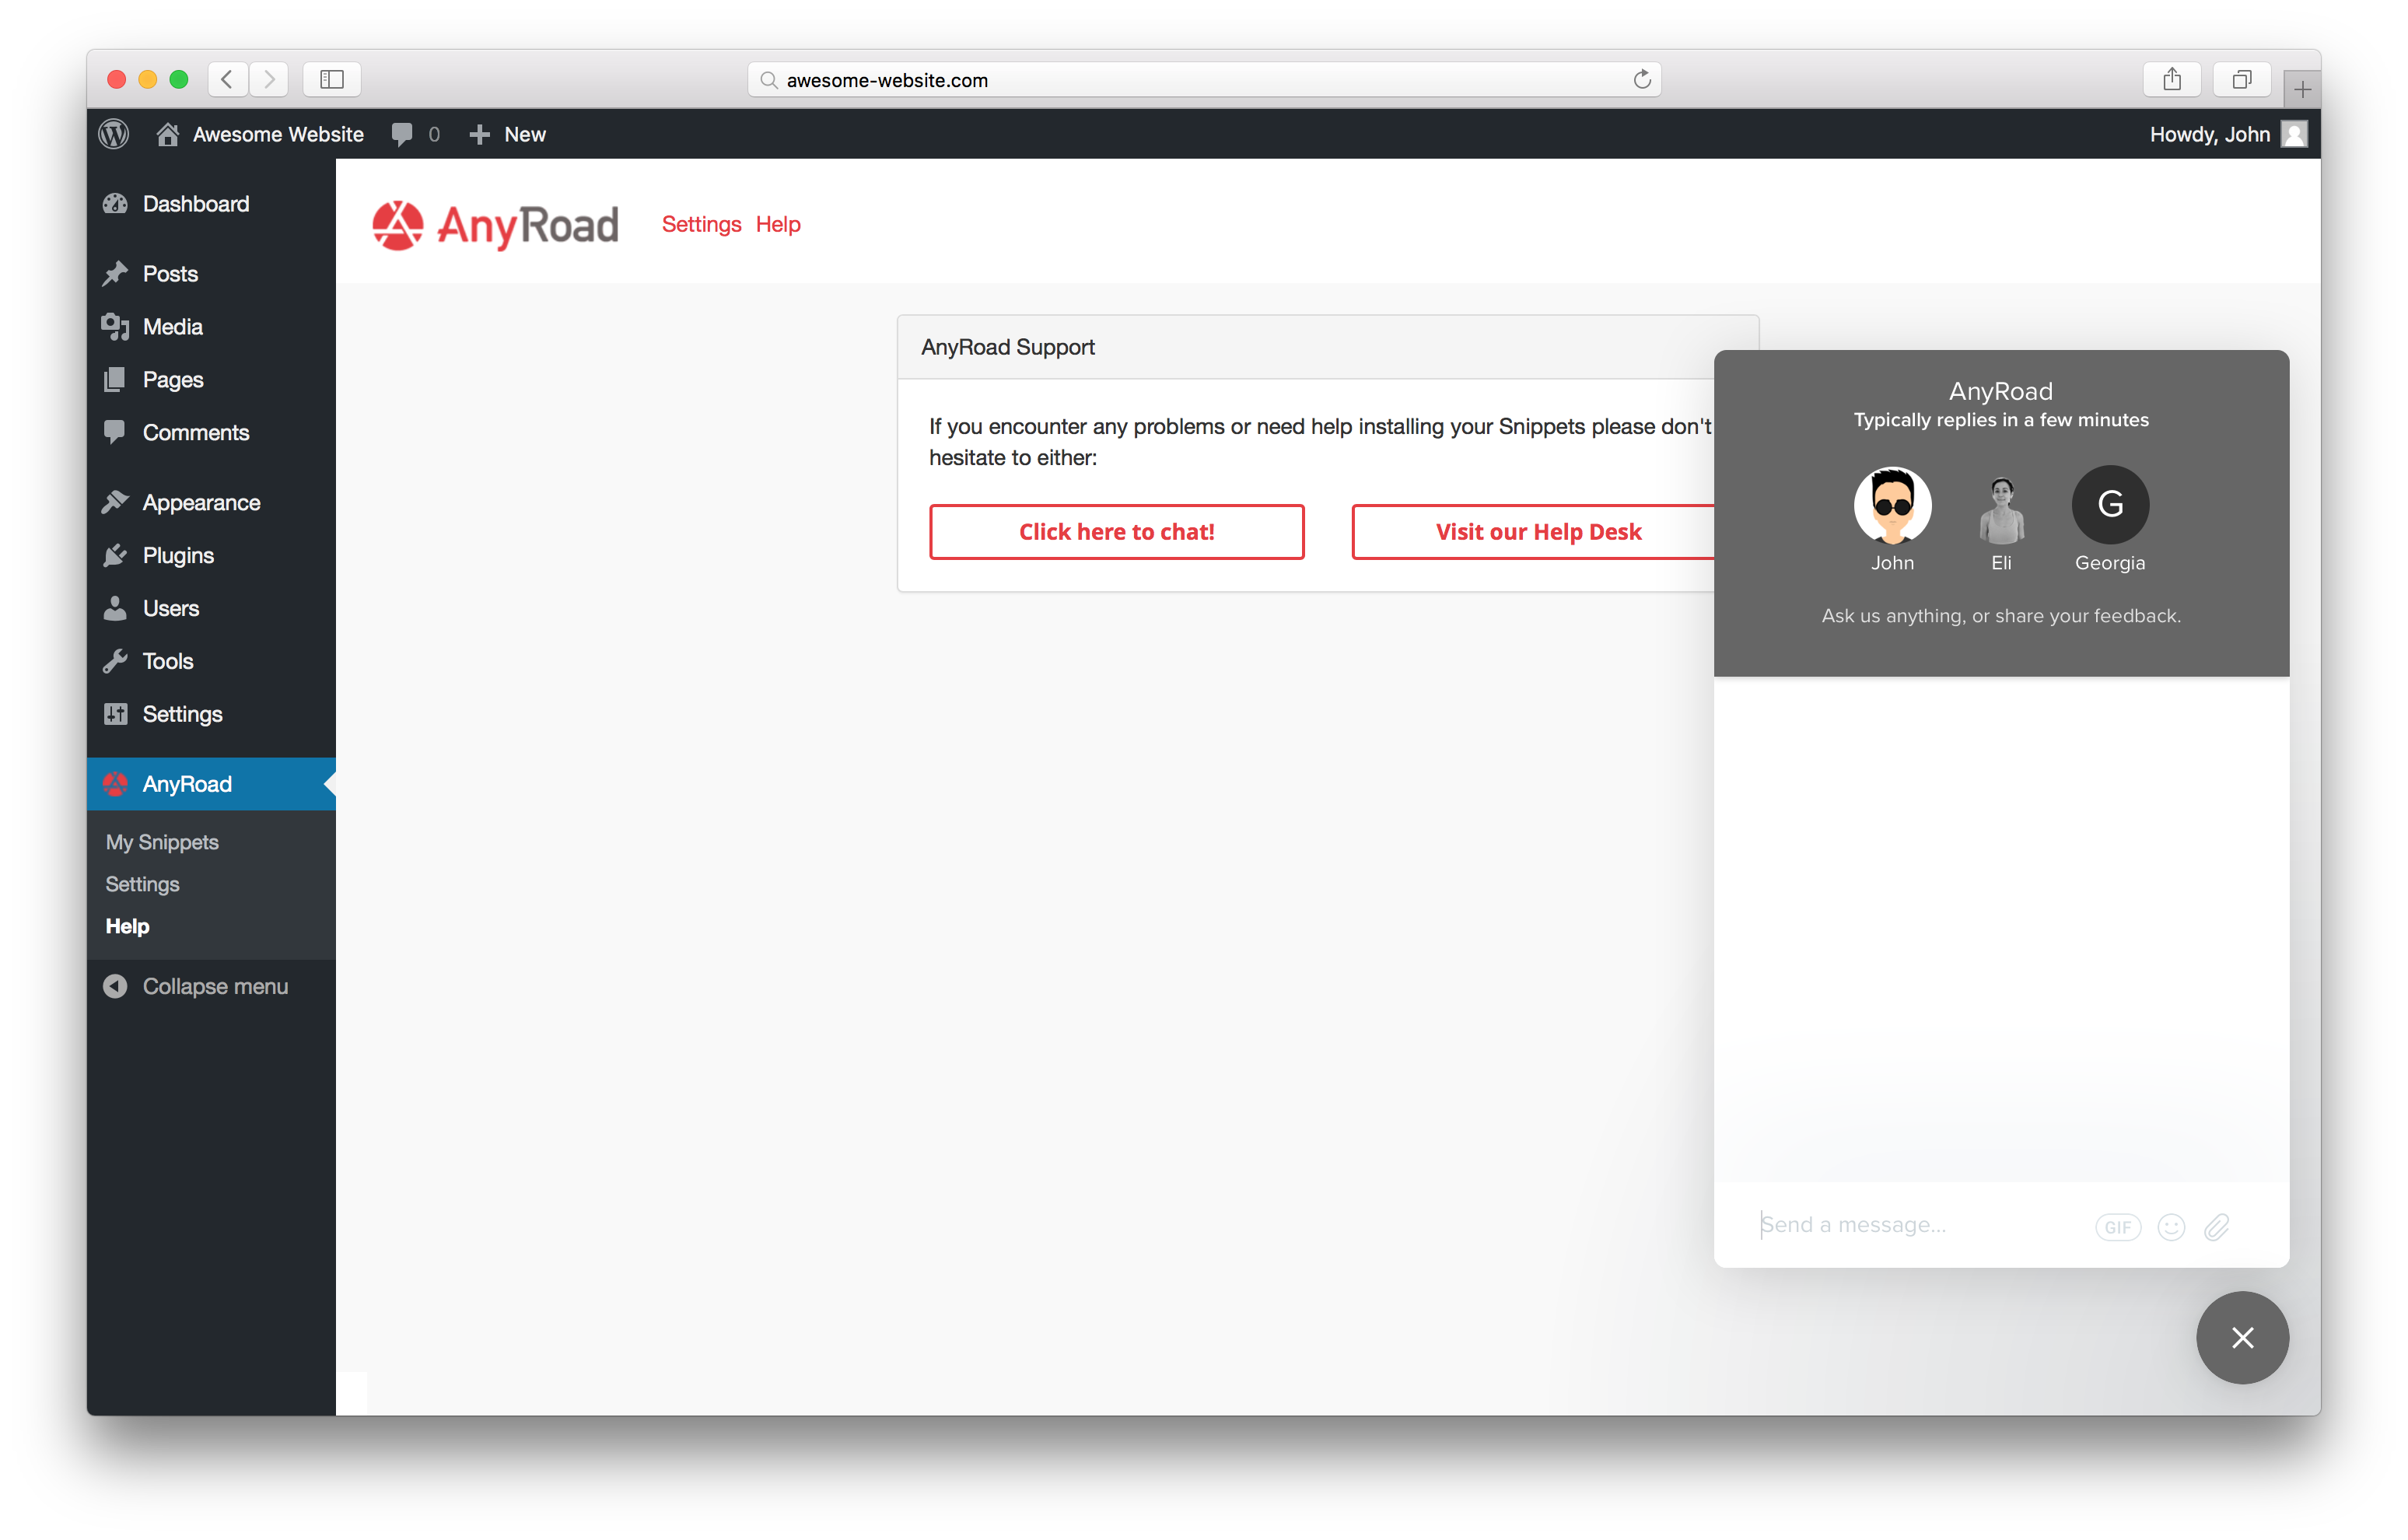 awesome-website.com
Awesome Website
0
New
Howdy, John
Dashboard
Posts
Media
Pages
Comments
Appearance
Plugins
Users
Tools
Settings
AnyRoad
My Snippets
Settings
Help
Collapse menu
AnyRoad
Settings Help
AnyRoad Support
If you encounter any problems or need help installing your Snippets please don't
hesitate to either:
Click here to chat!
Visit our Help Desk
AnyRoad
Typically replies in a few minutes
G
John
Eli
Georgia
Ask us anything, or share your feedback.
Send a message...
GIF